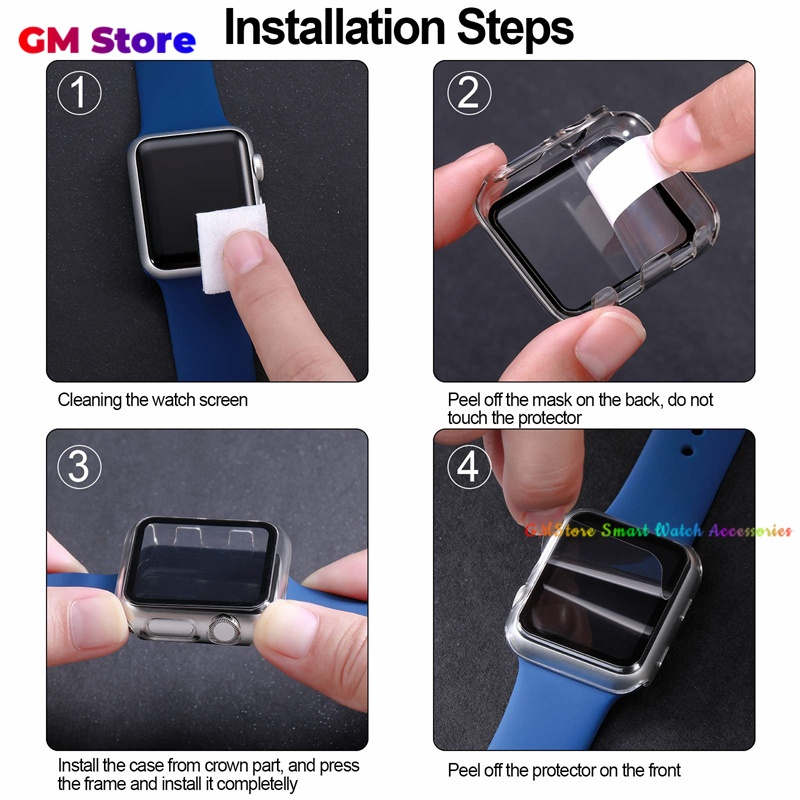 GM Store
Installation Steps
1
2
Cleaning the watch screen
Peel off the mask on the back, do not
touch the protector
3
4
GMStore Smart Watch Accessories
Install the case from crown part, and press
the frame and install it completelly
Peel off the protector on the front